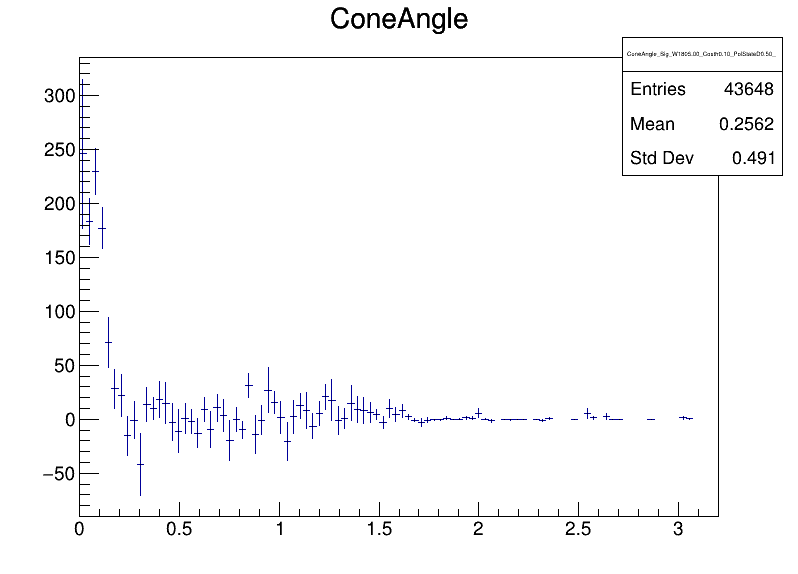 ConeAngle
ConeAngle_Sig_W1805.00_Costh0.10_PolStateD0.50_
Entries 43648
Mean 0.2562
Std Dev 0.491
300
250
200
150
100
50
0
−50
0 0.5 1 1.5 2 2.5 3